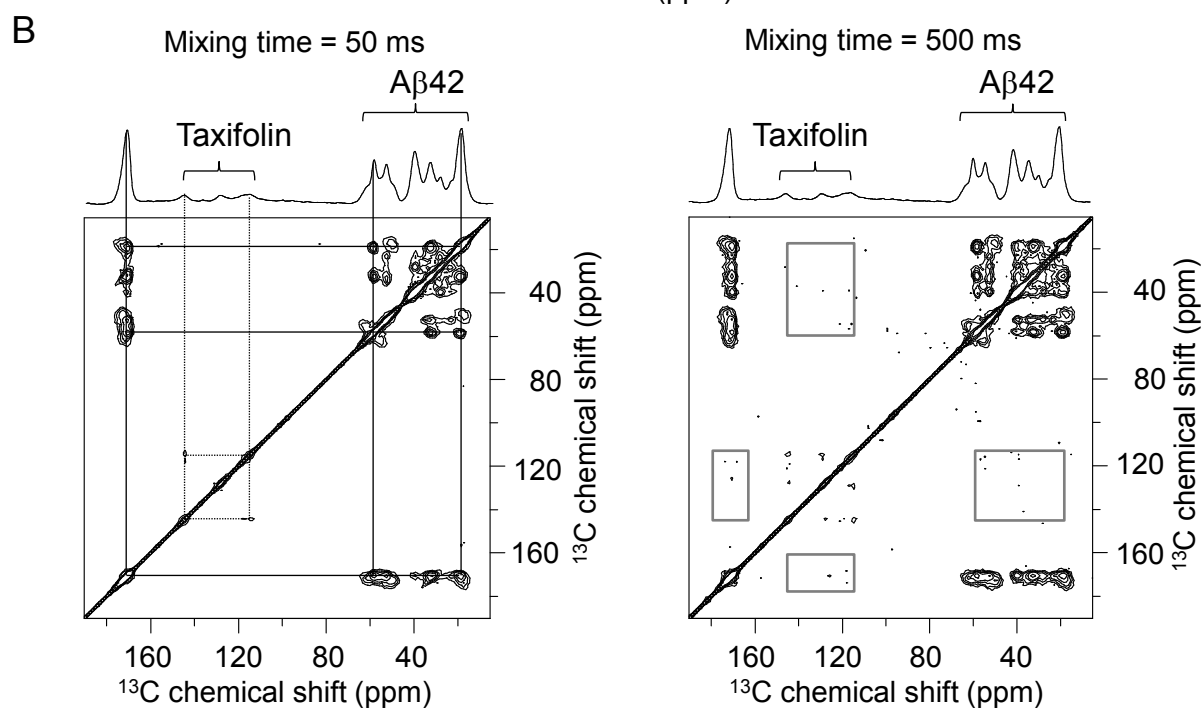 B
Mixing time = 50 ms
Aβ42
Taxifolin
40
80
120
160
¹³C chemical shift (ppm)
160 120 80 40
¹³C chemical shift (ppm)
Mixing time = 500 ms
Aβ42
Taxifolin
40
80
120
160
¹³C chemical shift (ppm)
160 120 80 40
¹³C chemical shift (ppm)